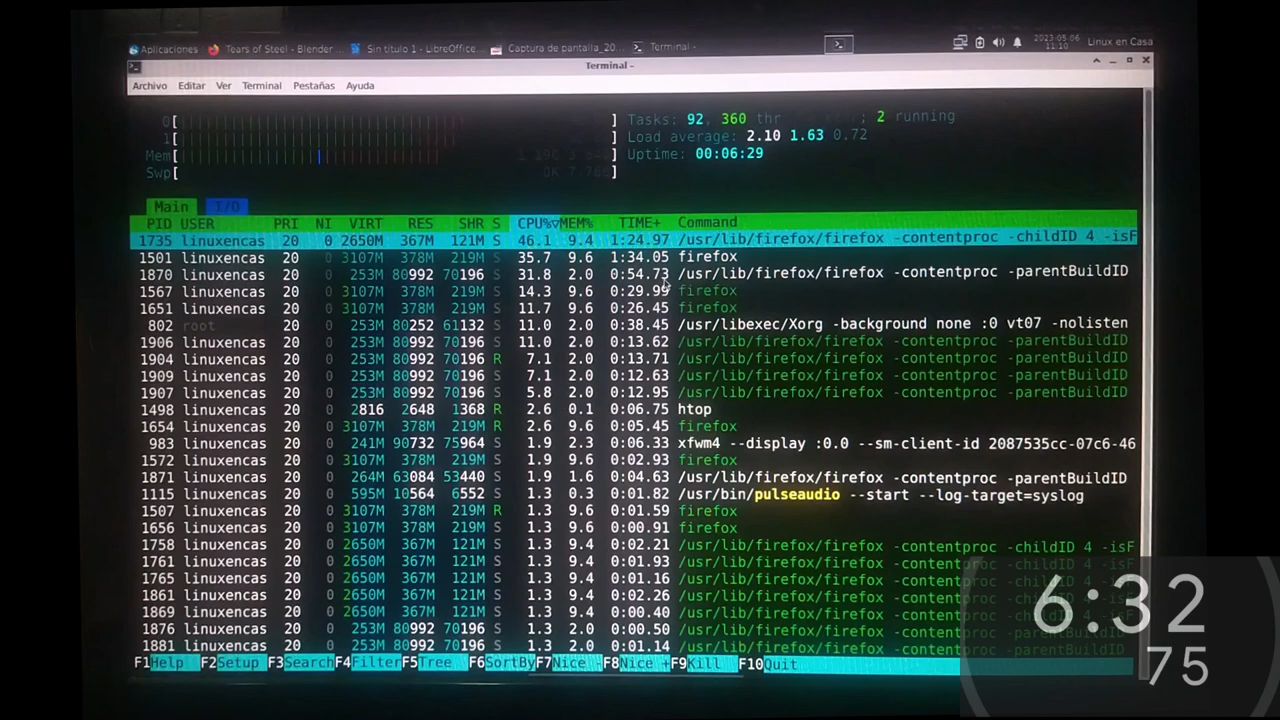 Aplicaciones Tears of Steel - Blender ... Sin título 1 - LibreOffice... Captura de pantalla_20... Terminal - 2023-05-06 11:10 Linux en Casa
Terminal -
Archivo Editar Ver Terminal Pestañas Ayuda
0[ ] Tasks: 92, 360 thr ; 2 running
1[ ] Load average: 2.10 1.63 0.72
Mem[ ] Uptime: 00:06:29
Swp[ ]
Main I/O
PID USER PRI NI VIRT RES SHR S CPU%▽MEM% TIME+ Command
1735 linuxencas 20 0 2650M 367M 121M S 46.1 9.4 1:24.97 /usr/lib/firefox/firefox -contentproc -childID 4 -isF
1501 linuxencas 20 0 3107M 378M 219M S 35.7 9.6 1:34.05 firefox
1870 linuxencas 20 0 253M 80992 70196 S 31.8 2.0 0:54.73 /usr/lib/firefox/firefox -contentproc -parentBuildID
1567 linuxencas 20 0 3107M 378M 219M S 14.3 9.6 0:29.99 firefox
1651 linuxencas 20 0 3107M 378M 219M S 11.7 9.6 0:26.45 firefox
802 root 20 0 253M 80252 61132 S 11.0 2.0 0:38.45 /usr/libexec/Xorg -background none :0 vt07 -nolisten
1906 linuxencas 20 0 253M 80992 70196 S 11.0 2.0 0:13.62 /usr/lib/firefox/firefox -contentproc -parentBuildID
1904 linuxencas 20 0 253M 80992 70196 R 7.1 2.0 0:13.71 /usr/lib/firefox/firefox -contentproc -parentBuildID
1909 linuxencas 20 0 253M 80992 70196 S 7.1 2.0 0:12.63 /usr/lib/firefox/firefox -contentproc -parentBuildID
1907 linuxencas 20 0 253M 80992 70196 S 5.8 2.0 0:12.95 /usr/lib/firefox/firefox -contentproc -parentBuildID
1498 linuxencas 20 0 2816 2648 1368 R 2.6 0.1 0:06.75 htop
1654 linuxencas 20 0 3107M 378M 219M R 2.6 9.6 0:05.45 firefox
983 linuxencas 20 0 241M 90732 75964 S 1.9 2.3 0:06.33 xfwm4 --display :0.0 --sm-client-id 2087535cc-07c6-46
1572 linuxencas 20 0 3107M 378M 219M S 1.9 9.6 0:02.93 firefox
1871 linuxencas 20 0 264M 63084 53440 S 1.9 1.6 0:04.63 /usr/lib/firefox/firefox -contentproc -parentBuildID
1115 linuxencas 20 0 595M 10564 6552 S 1.3 0.3 0:01.82 /usr/bin/pulseaudio --start --log-target=syslog
1507 linuxencas 20 0 3107M 378M 219M R 1.3 9.6 0:01.59 firefox
1656 linuxencas 20 0 3107M 378M 219M S 1.3 9.6 0:00.91 firefox
1758 linuxencas 20 0 2650M 367M 121M S 1.3 9.4 0:02.21 /usr/lib/firefox/firefox -contentproc -childID 4 -isF
1761 linuxencas 20 0 2650M 367M 121M S 1.3 9.4 0:01.93 /usr/lib/firefox/firefox -contentproc -childID 4 -isF
1765 linuxencas 20 0 2650M 367M 121M S 1.3 9.4 0:01.16 /usr/lib/firefox/firefox -contentproc -childID 4 -isF
1861 linuxencas 20 0 2650M 367M 121M S 1.3 9.4 0:02.26 /usr/lib/firefox/firefox -contentproc -childID 4 -isF
1869 linuxencas 20 0 2650M 367M 121M S 1.3 9.4 0:00.40 /usr/lib/firefox/firefox -contentproc -childID 4 -isF
1876 linuxencas 20 0 253M 80992 70196 S 1.3 2.0 0:00.50 /usr/lib/firefox/firefox -contentproc -parentBuildID
1881 linuxencas 20 0 253M 80992 70196 S 1.3 2.0 0:01.14 /usr/lib/firefox/firefox -contentproc -parentBuildID
F1Help F2Setup F3Search F4Filter F5Tree F6SortBy F7Nice - F8Nice + F9Kill F10Quit
6:32
75